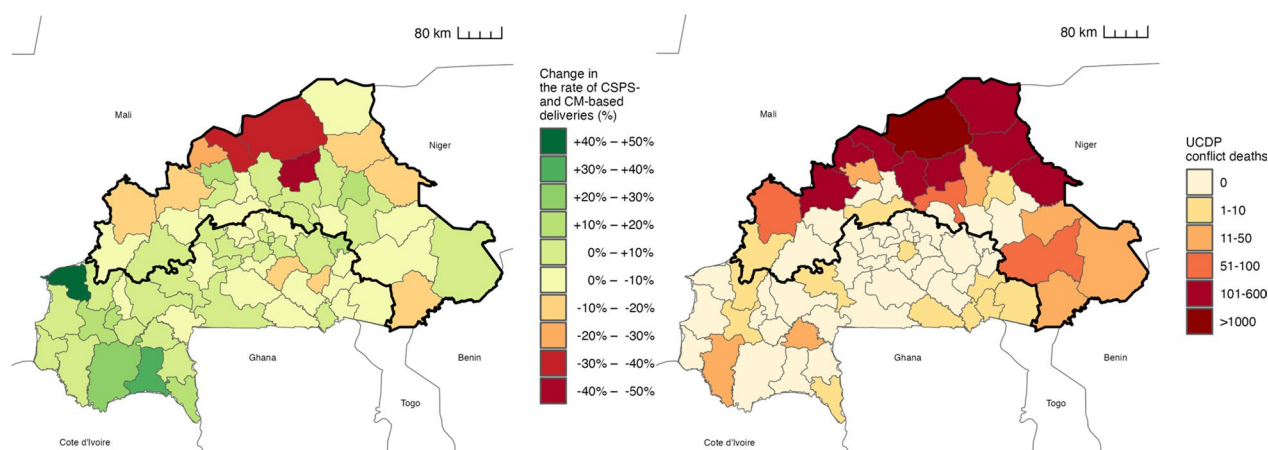 80 km
Mali
Niger
Ghana
Benin
Togo
Cote d'Ivoire
Change in
the rate of CSPS-
and CM-based
deliveries (%)
+40% – +50%
+30% – +40%
+20% – +30%
+10% – +20%
0% – +10%
0% – -10%
-10% – -20%
-20% – -30%
-30% – -40%
-40% – -50%
80 km
Mali
Niger
Ghana
Benin
Togo
Cote d'Ivoire
UCDP
conflict deaths
0
1-10
11-50
51-100
101-600
>1000